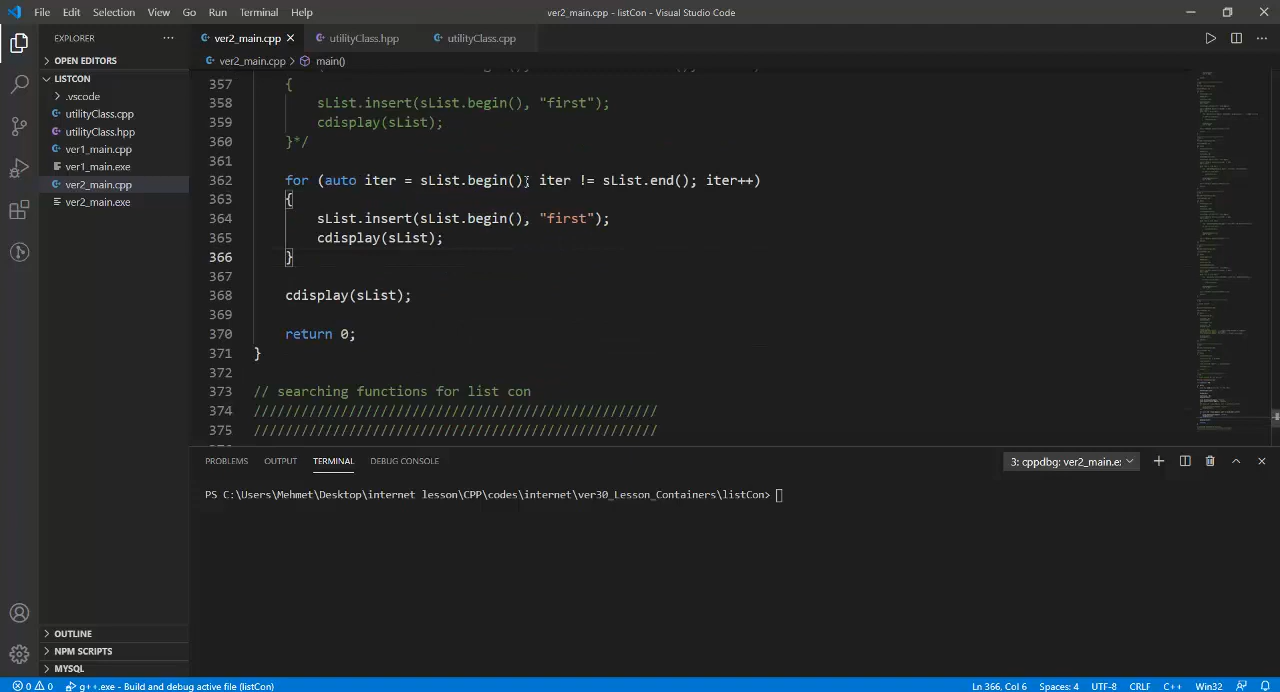 File Edit Selection View Go Run Terminal Help
ver2_main.cpp - listCon - Visual Studio Code
EXPLORER
OPEN EDITORS
LISTCON
.vscode
utilityClass.cpp
utilityClass.hpp
ver1_main.cpp
ver1_main.exe
ver2_main.cpp
ver2_main.exe
OUTLINE
NPM SCRIPTS
MYSQL
ver2_main.cpp utilityClass.hpp utilityClass.cpp
ver2_main.cpp > main()
357 {
358 sList.insert(sList.begin(), "first");
359 cdisplay(sList);
360 }*/
361
362 for (auto iter = sList.begin(); iter != sList.end(); iter++)
363 {
364 sList.insert(sList.begin(), "first");
365 cdisplay(sList);
366 }
367
368 cdisplay(sList);
369
370 return 0;
371 }
372
373 // searching functions for list con
374 ///////////////////////////////////////////////////
375 ///////////////////////////////////////////////////
PROBLEMS OUTPUT TERMINAL DEBUG CONSOLE
3: cppdbg: ver2_main.e
PS C:\Users\Mehmet\Desktop\internet lesson\CPP\codes\internet\ver30_Lesson_Containers\listCon>
0 0 g++.exe - Build and debug active file (listCon)
Ln 366, Col 6 Spaces: 4 UTF-8 CRLF C++ Win32